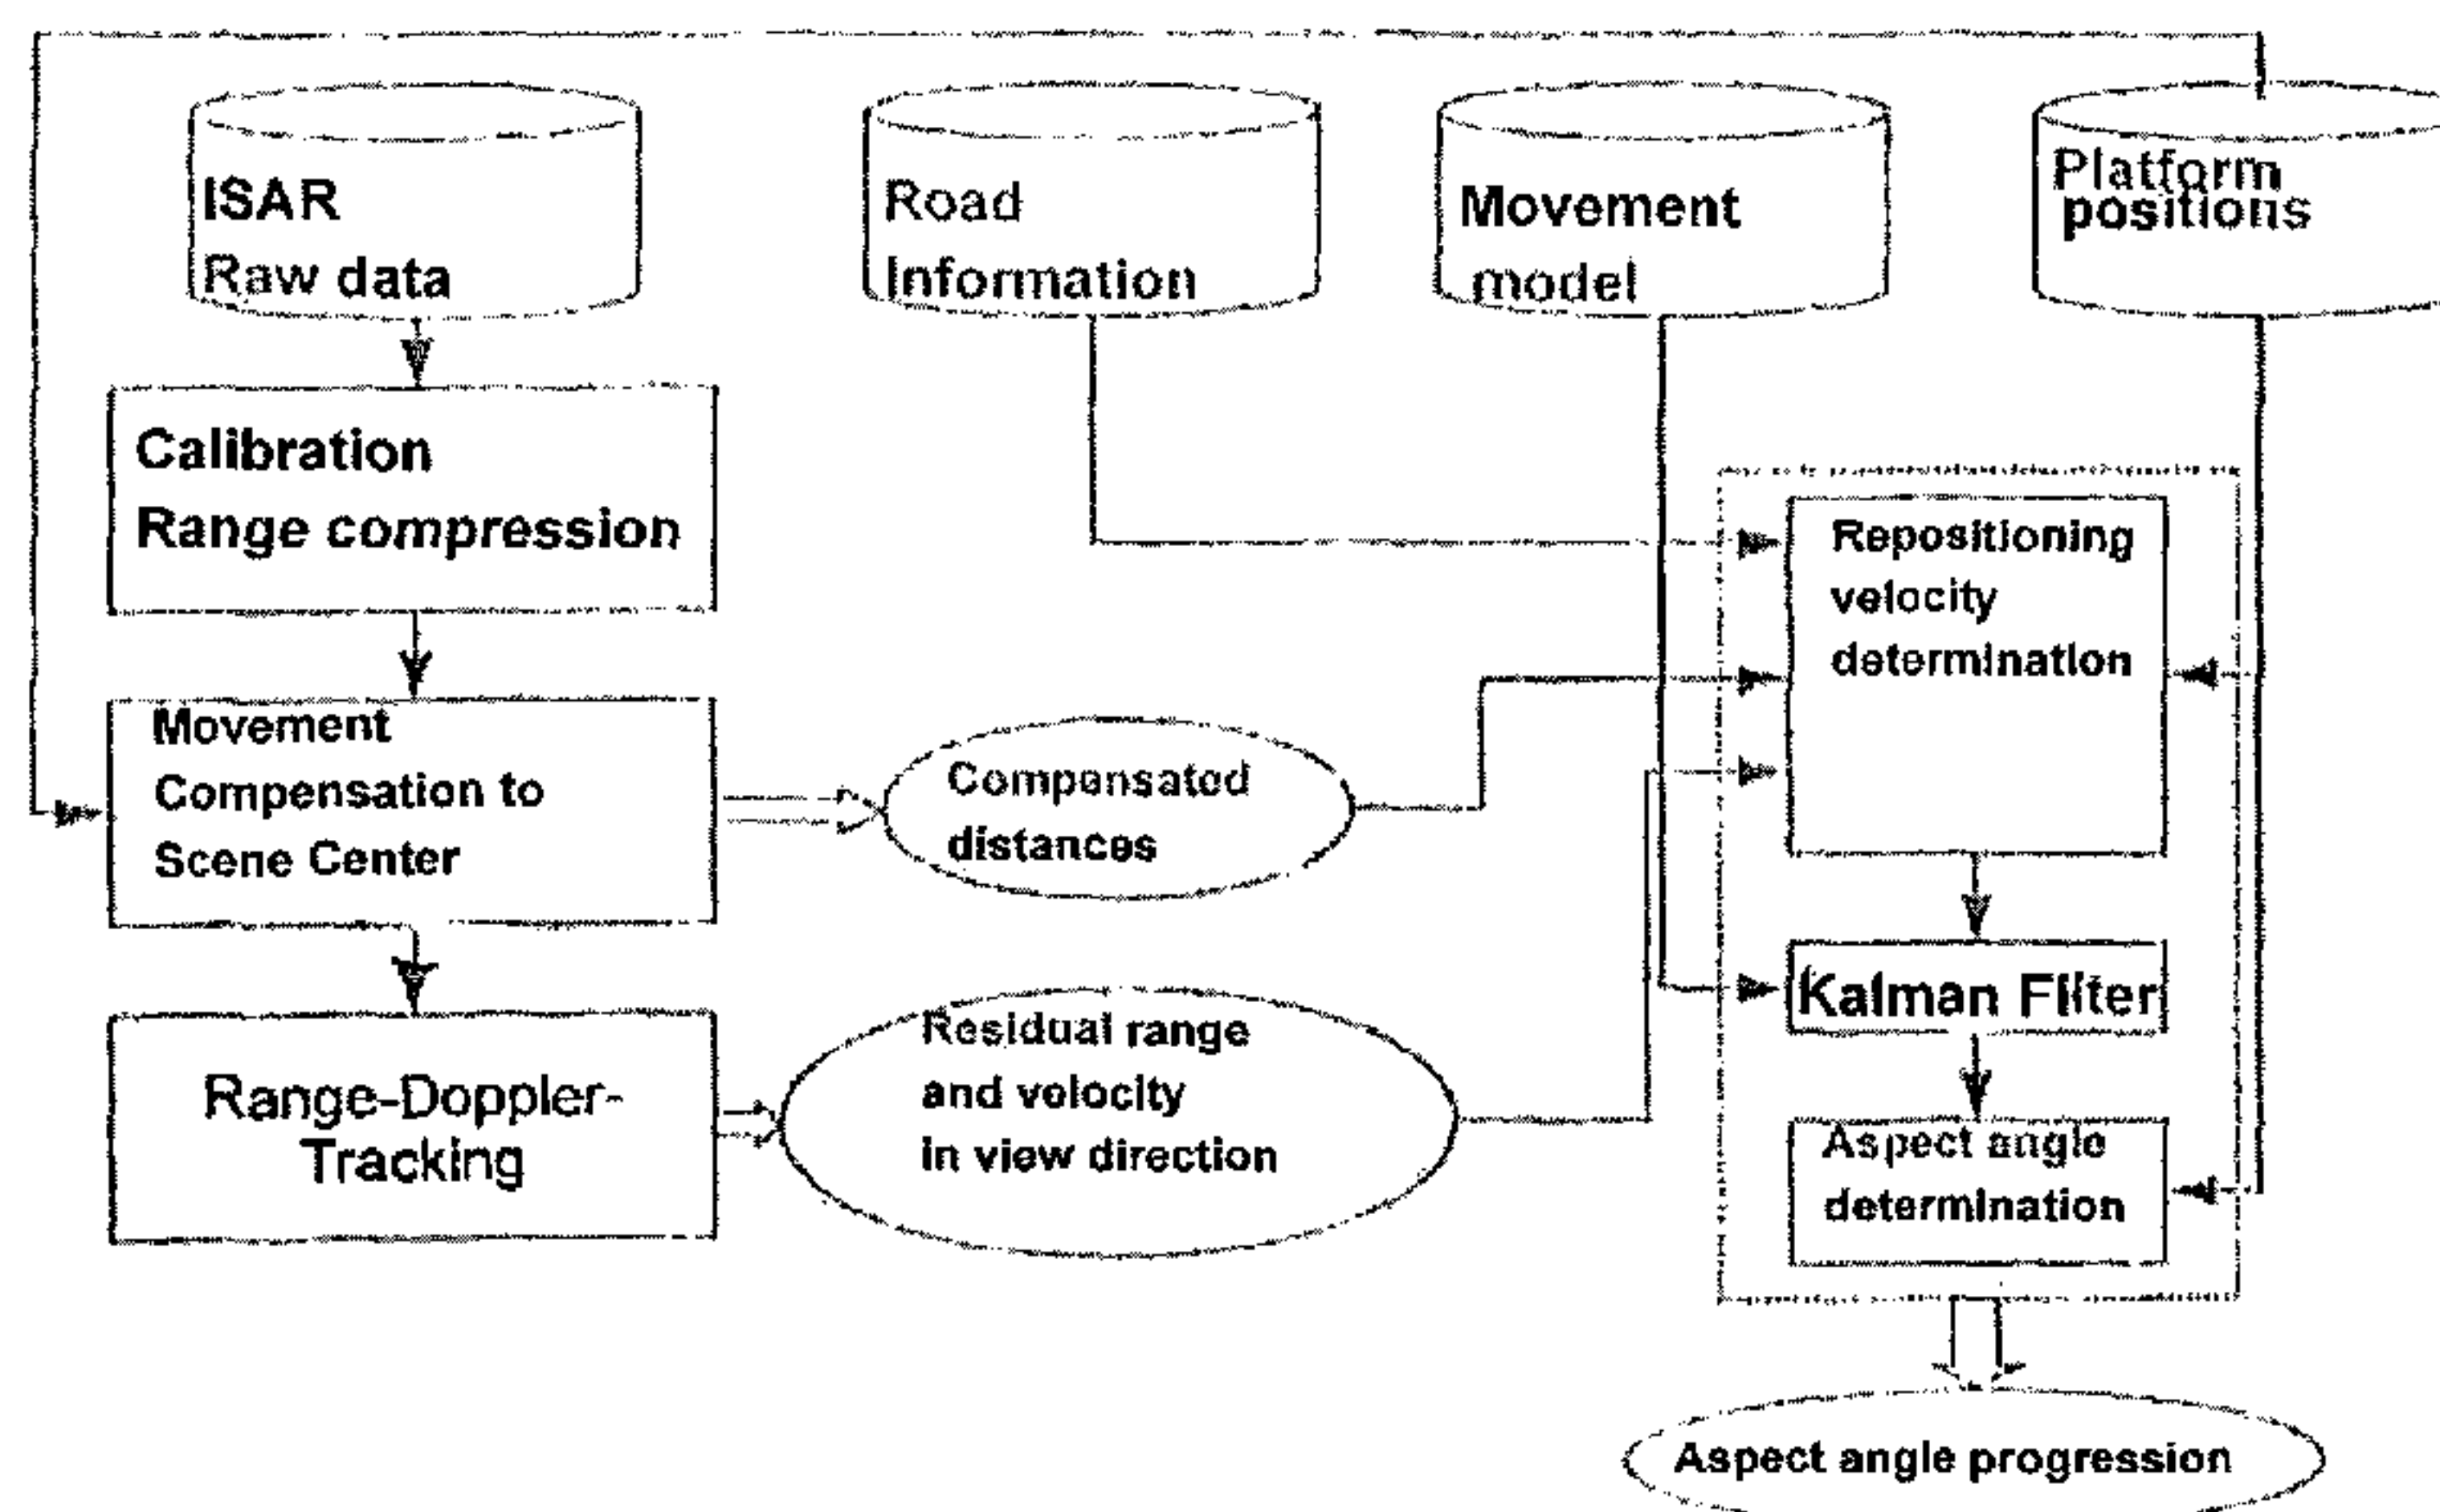 ISAR
Raw data
Road
Information
Movement
model
Platform
positions
Calibration
Range compression
Repositioning
velocity
determination
Movement
Compensation to
Scene Center
Compensated
distances
Kalman Filter
Range-Doppler-
Tracking
Residual range
and velocity
in view direction
Aspect angle
determination
Aspect angle progression